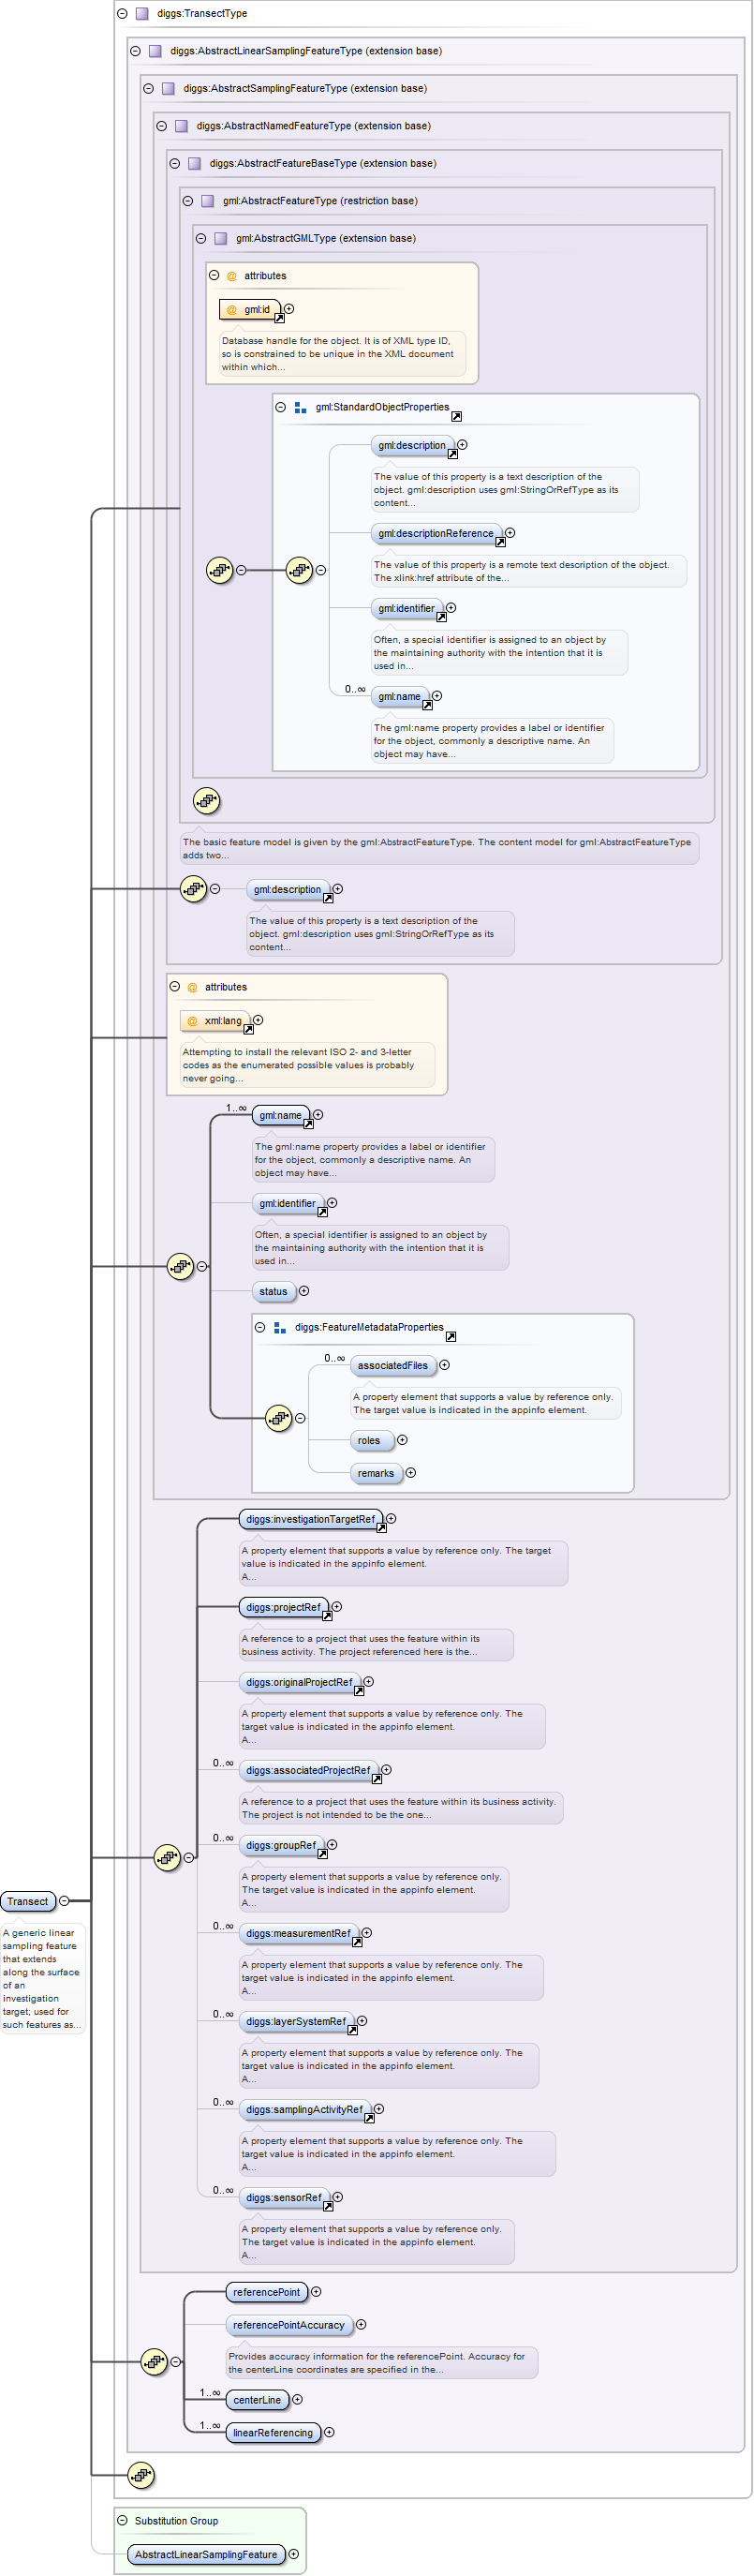 diggs:TransectType
diggs:AbstractLinearSamplingFeatureType (extension base)
diggs:AbstractSamplingFeatureType (extension base)
diggs:AbstractNamedFeatureType (extension base)
diggs:AbstractFeatureBaseType (extension base)
gml:AbstractFeatureType (restriction base)
gml:AbstractGMLType (extension base)
@ attributes
@ gml:id
Database handle for the object. It is of XML type ID,
so is constrained to be unique in the XML document
within which...
gml:StandardObjectProperties
gml:description
The value of this property is a text description of the
object. gml:description uses gml:StringOrRefType as its
content...
gml:descriptionReference
The value of this property is a remote text description of the object.
The xlink:href attribute of the...
gml:identifier
Often, a special identifier is assigned to an object by
the maintaining authority with the intention that it is
used in...
0..∞
gml:name
The gml:name property provides a label or identifier
for the object, commonly a descriptive name. An
object may have...
The basic feature model is given by the gml:AbstractFeatureType. The content model for gml:AbstractFeatureType
adds two...
gml:description
The value of this property is a text description of the
object. gml:description uses gml:StringOrRefType as its
content...
@ attributes
@ xml:lang
Attempting to install the relevant ISO 2- and 3-letter
codes as the enumerated possible values is probably
never going...
1..∞
gml:name
The gml:name property provides a label or identifier
for the object, commonly a descriptive name. An
object may have...
gml:identifier
Often, a special identifier is assigned to an object by
the maintaining authority with the intention that it is
used in...
status
diggs:FeatureMetadataProperties
0..∞
associatedFiles
A property element that supports a value by reference only.
The target value is indicated in the appinfo element.
roles
remarks
diggs:investigationTargetRef
A property element that supports a value by reference only. The target
value is indicated in the appinfo element.
A...
diggs:projectRef
A reference to a project that uses the feature within its
business activity. The project referenced here is the...
diggs:originalProjectRef
A property element that supports a value by reference only. The
target value is indicated in the appinfo element.
A...
0..∞
diggs:associatedProjectRef
A reference to a project that uses the feature within its business activity.
The project is not intended to be the one...
0..∞
diggs:groupRef
A property element that supports a value by reference only.
The target value is indicated in the appinfo element.
A...
0..∞
diggs:measurementRef
A property element that supports a value by reference only. The
target value is indicated in the appinfo element.
A...
0..∞
diggs:layerSystemRef
A property element that supports a value by reference only. The
target value is indicated in the appinfo element.
A...
0..∞
diggs:samplingActivityRef
A property element that supports a value by reference only. The
target value is indicated in the appinfo element.
A...
0..∞
diggs:sensorRef
A property element that supports a value by reference only.
The target value is indicated in the appinfo element.
A...
Transect
A generic linear
sampling feature
that extends
along the surface
of an
investigation
target; used for
such features as...
referencePoint
referencePointAccuracy
Provides accuracy information for the referencePoint. Accuracy for
the centerLine coordinates are specified in the...
1..∞
centerLine
1..∞
linearReferencing
Substitution Group
AbstractLinearSamplingFeature